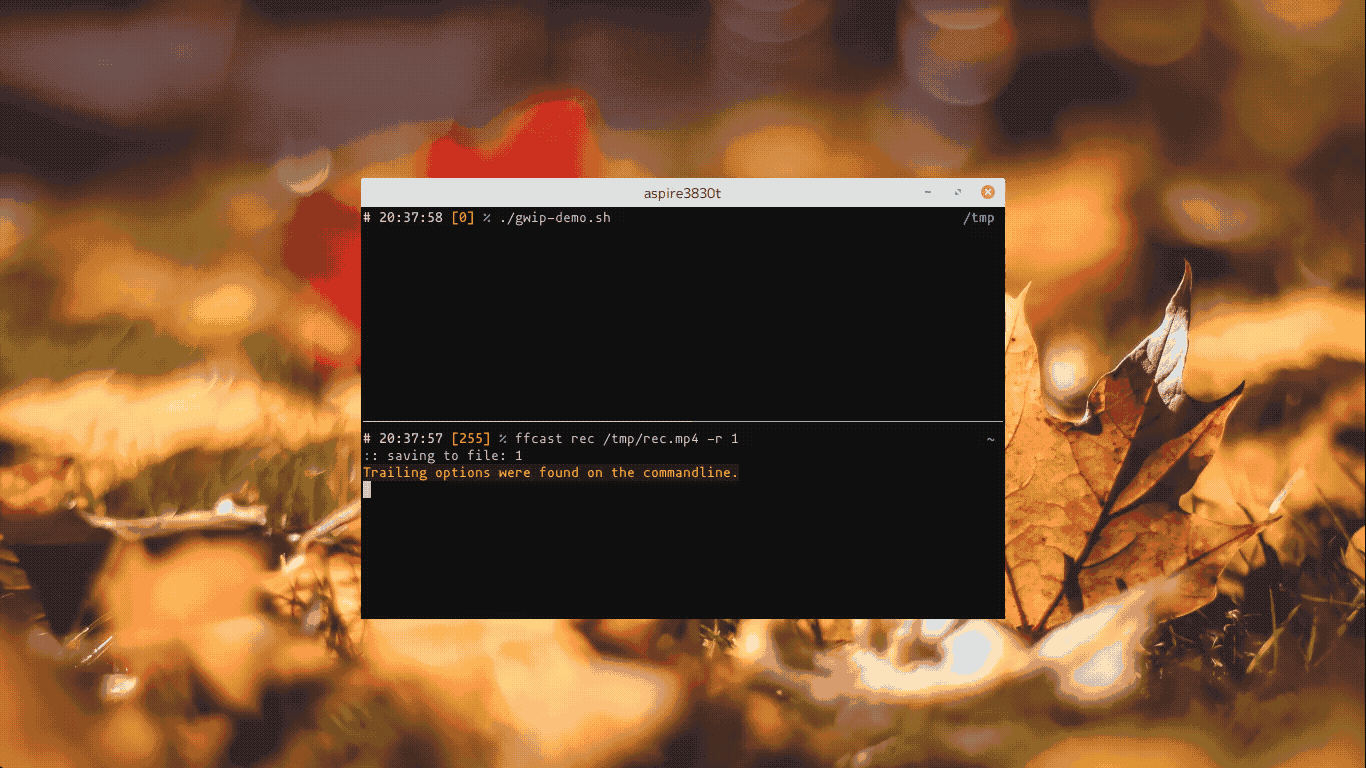 aspire3830t
# 20:37:58 [0] % ./gwip-demo.sh /tmp
# 20:37:57 [255] % ffcast rec /tmp/rec.mp4 -r 1 ~
:: saving to file: 1
Trailing options were found on the commandline.